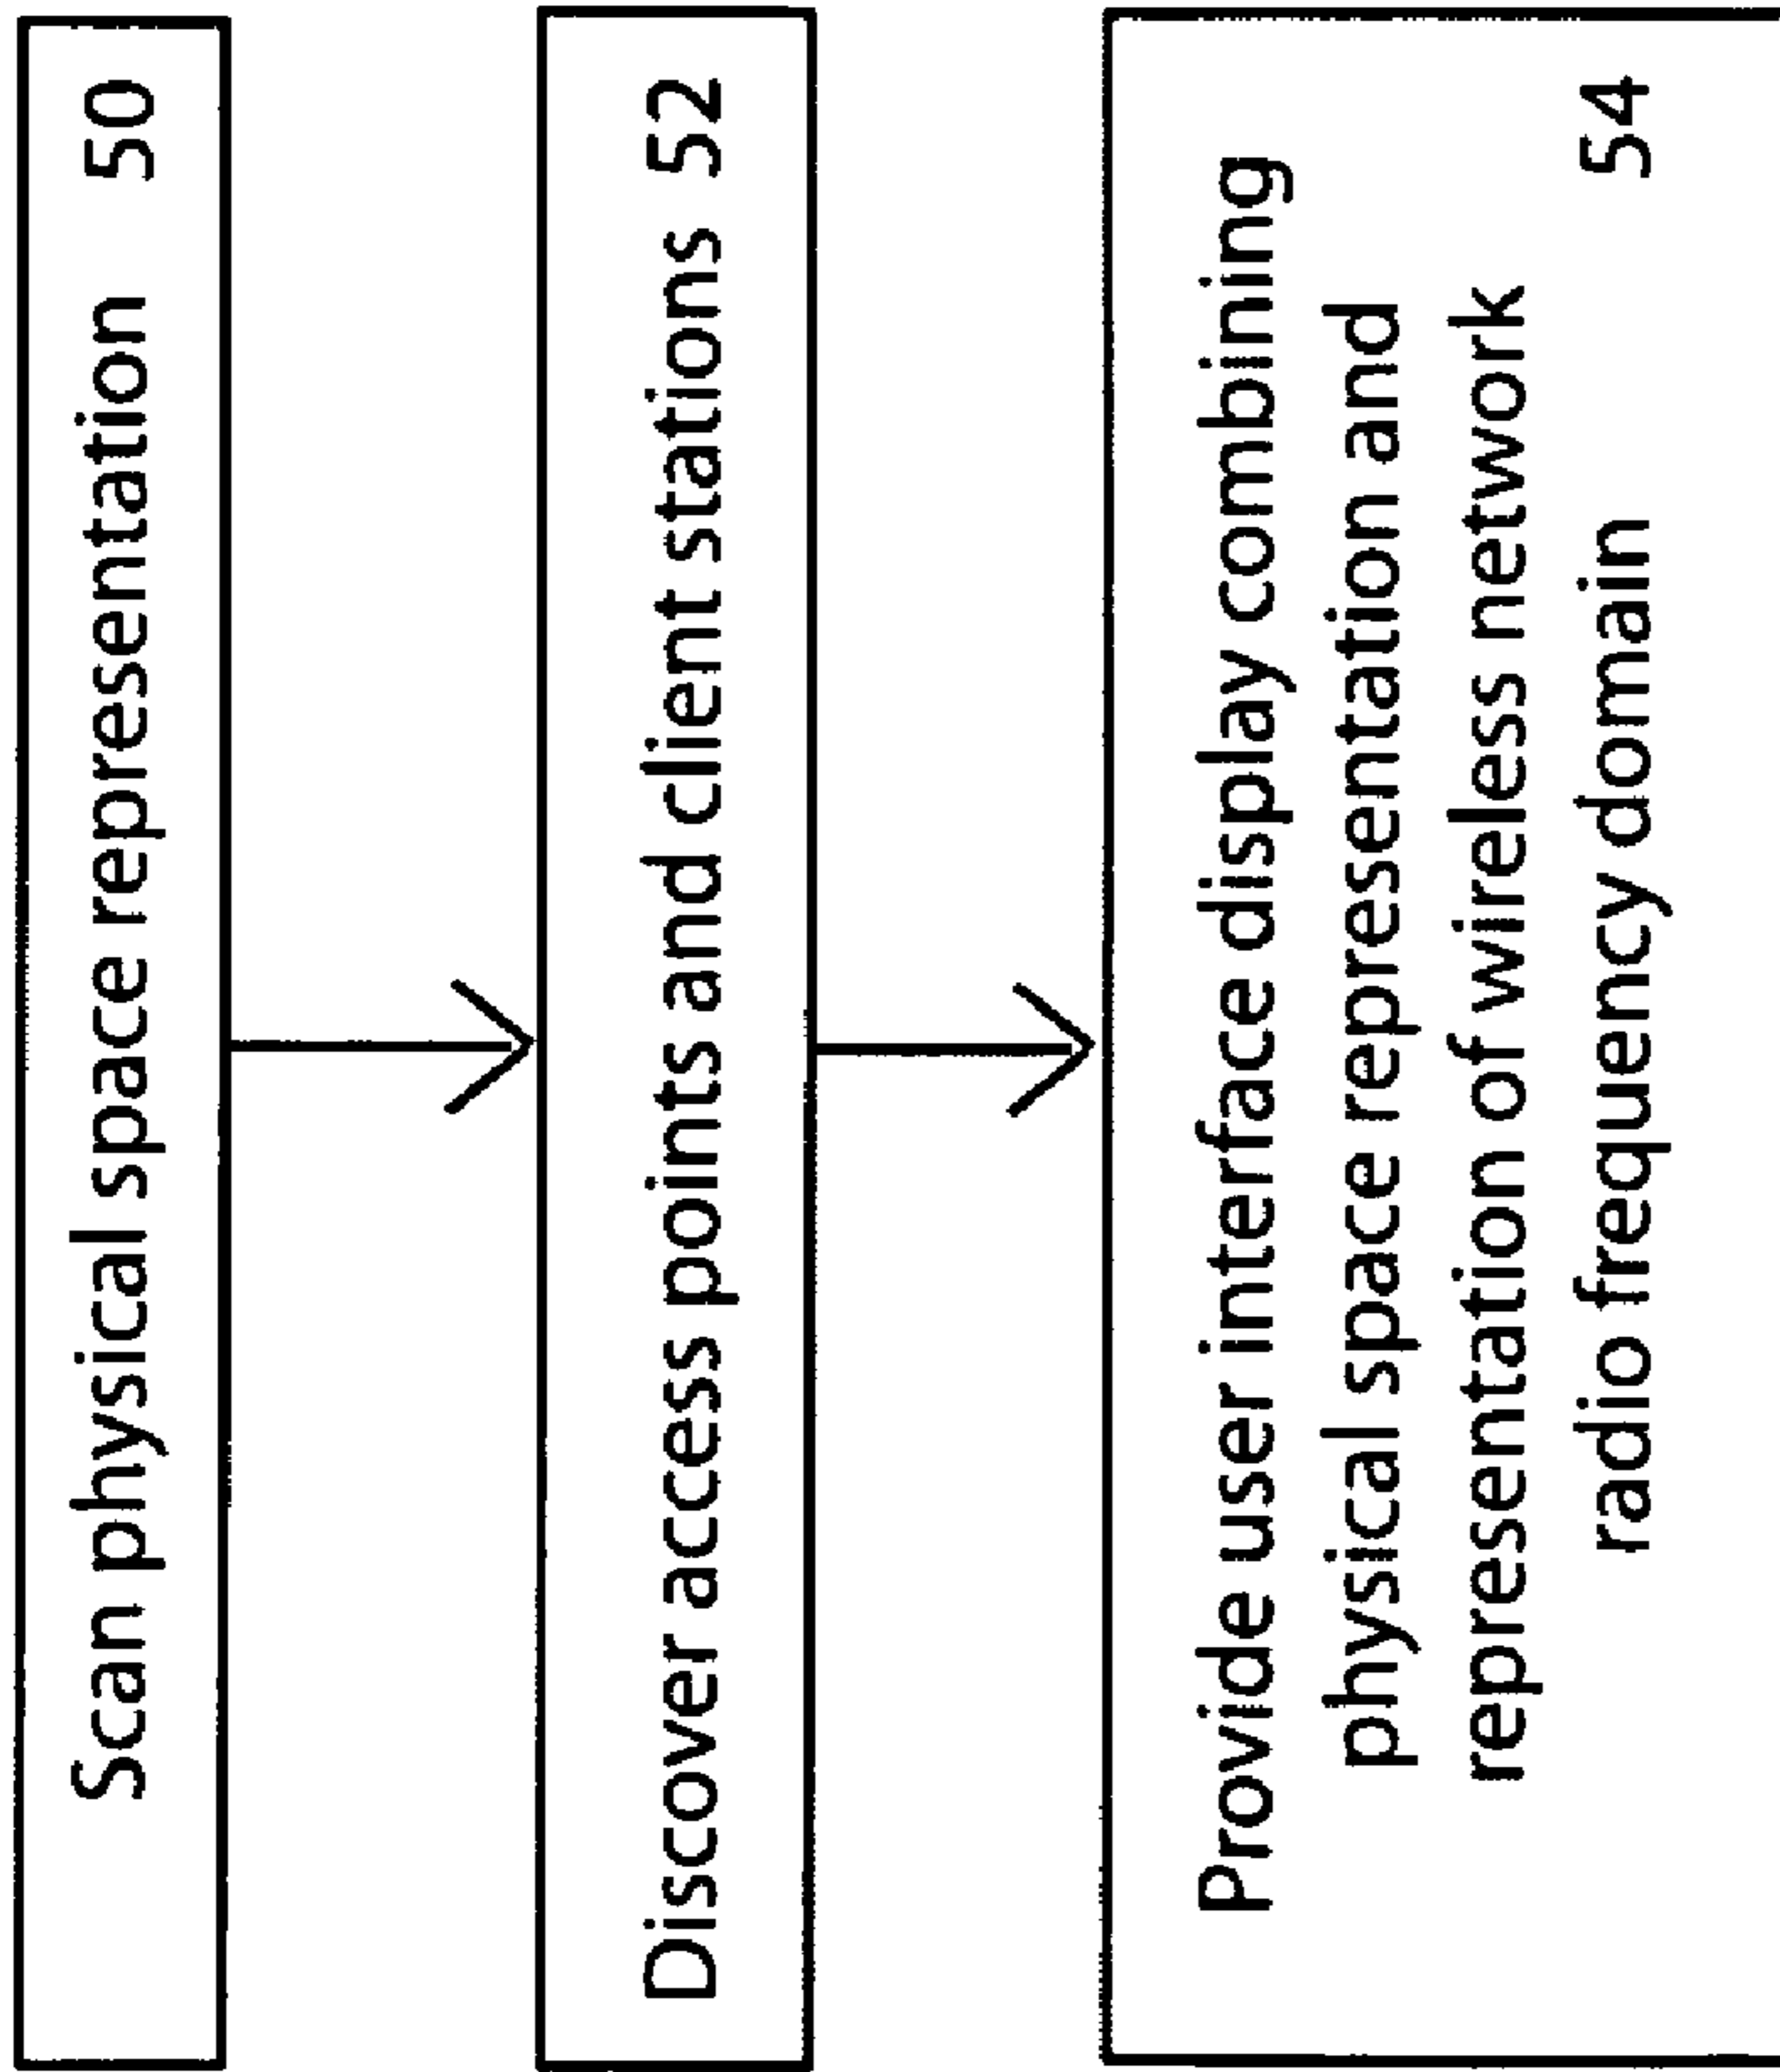 Scan physical space representation 50
Discover access points and client stations 52
Provide user interface display combining
physical space representation and
representation of wireless network
radio frequency domain 54